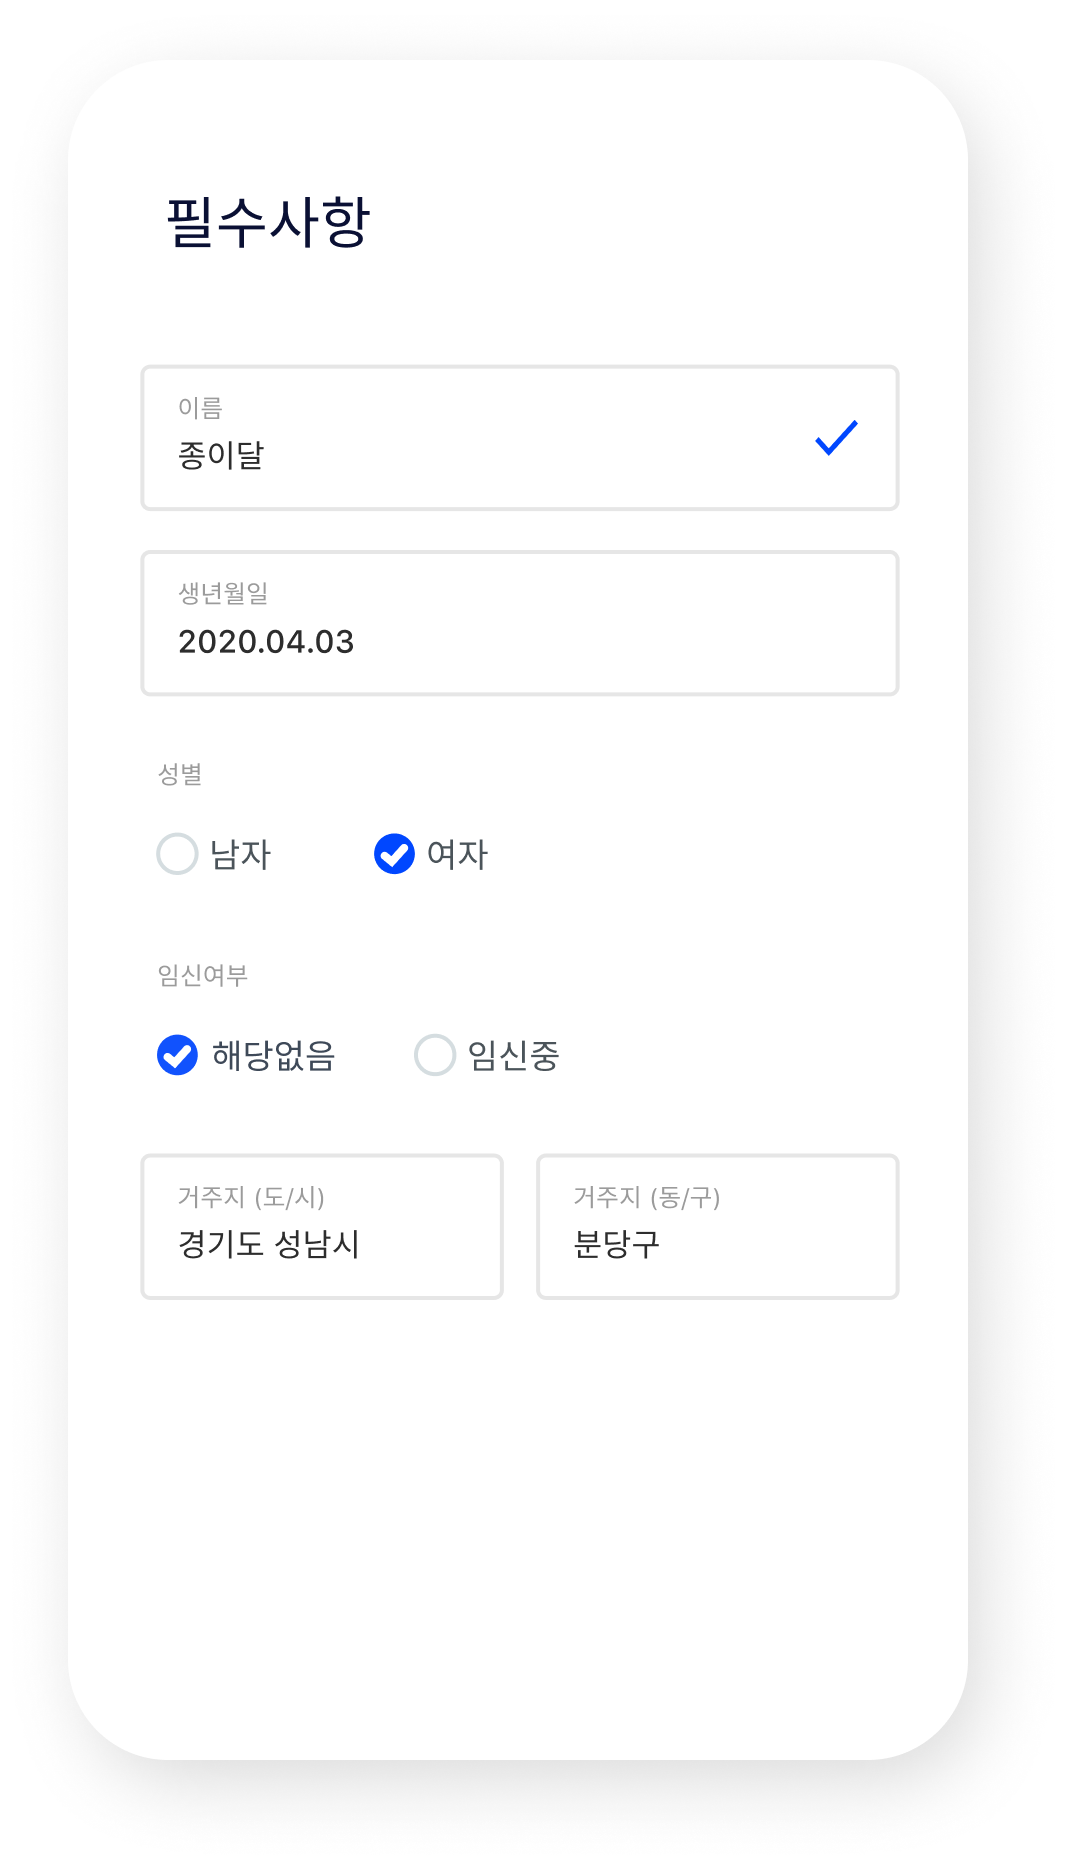 필수사항
이름
종이달
생년월일
2020.04.03
성별
남자 여자
임신여부
해당없음 임신중
거주지 (도/시) 거주지 (동/구)
경기도 성남시 분당구